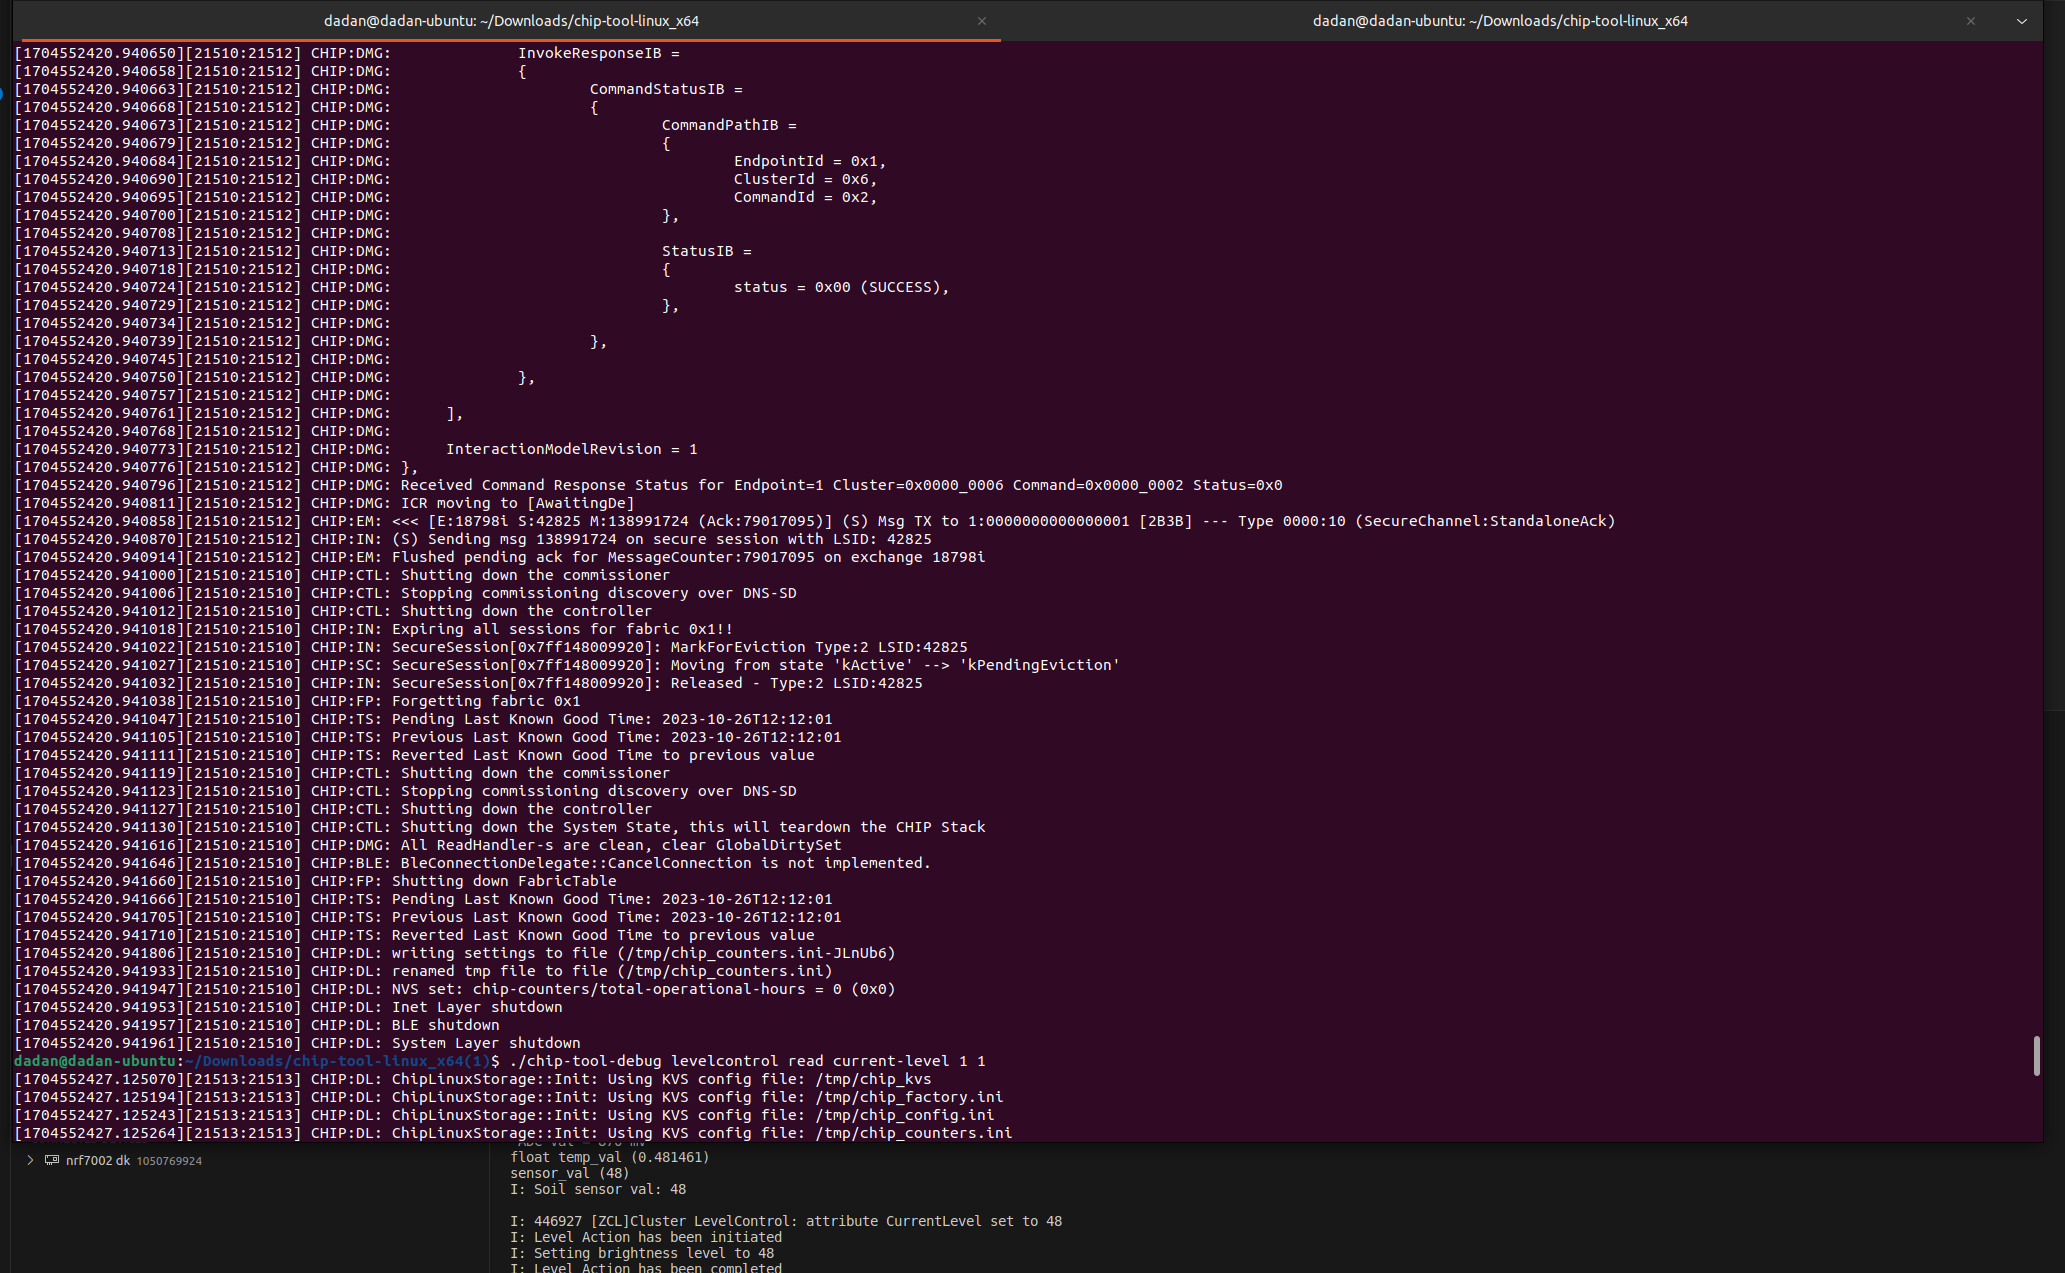 dadan@dadan-ubuntu: ~/Downloads/chip-tool-linux_x64
dadan@dadan-ubuntu: ~/Downloads/chip-tool-linux_x64
[1704552420.940650][21510:21512] CHIP:DMG: InvokeResponseIB =
[1704552420.940658][21510:21512] CHIP:DMG: {
[1704552420.940663][21510:21512] CHIP:DMG: CommandStatusIB =
[1704552420.940668][21510:21512] CHIP:DMG: {
[1704552420.940673][21510:21512] CHIP:DMG: CommandPathIB =
[1704552420.940679][21510:21512] CHIP:DMG: {
[1704552420.940684][21510:21512] CHIP:DMG: EndpointId = 0x1,
[1704552420.940690][21510:21512] CHIP:DMG: ClusterId = 0x6,
[1704552420.940695][21510:21512] CHIP:DMG: CommandId = 0x2,
[1704552420.940700][21510:21512] CHIP:DMG: },
[1704552420.940708][21510:21512] CHIP:DMG:
[1704552420.940713][21510:21512] CHIP:DMG: StatusIB =
[1704552420.940718][21510:21512] CHIP:DMG: {
[1704552420.940724][21510:21512] CHIP:DMG: status = 0x00 (SUCCESS),
[1704552420.940729][21510:21512] CHIP:DMG: },
[1704552420.940734][21510:21512] CHIP:DMG:
[1704552420.940739][21510:21512] CHIP:DMG: },
[1704552420.940745][21510:21512] CHIP:DMG:
[1704552420.940750][21510:21512] CHIP:DMG: },
[1704552420.940757][21510:21512] CHIP:DMG:
[1704552420.940761][21510:21512] CHIP:DMG: ],
[1704552420.940768][21510:21512] CHIP:DMG:
[1704552420.940773][21510:21512] CHIP:DMG: InteractionModelRevision = 1
[1704552420.940776][21510:21512] CHIP:DMG: },
[1704552420.940796][21510:21512] CHIP:DMG: Received Command Response Status for Endpoint=1 Cluster=0x0000_0006 Command=0x0000_0002 Status=0x0
[1704552420.940811][21510:21512] CHIP:DMG: ICR moving to [AwaitingDe]
[1704552420.940858][21510:21512] CHIP:EM: <<< [E:18798i S:42825 M:138991724 (Ack:79017095)] (S) Msg TX to 1:0000000000000001 [2B3B] --- Type 0000:10 (SecureChannel:StandaloneAck)
[1704552420.940870][21510:21512] CHIP:IN: (S) Sending msg 138991724 on secure session with LSID: 42825
[1704552420.940914][21510:21512] CHIP:EM: Flushed pending ack for MessageCounter:79017095 on exchange 18798i
[1704552420.941000][21510:21510] CHIP:CTL: Shutting down the commissioner
[1704552420.941006][21510:21510] CHIP:CTL: Stopping commissioning discovery over DNS-SD
[1704552420.941012][21510:21510] CHIP:CTL: Shutting down the controller
[1704552420.941018][21510:21510] CHIP:IN: Expiring all sessions for fabric 0x1!!
[1704552420.941022][21510:21510] CHIP:IN: SecureSession[0x7ff148009920]: MarkForEviction Type:2 LSID:42825
[1704552420.941027][21510:21510] CHIP:SC: SecureSession[0x7ff148009920]: Moving from state 'kActive' --> 'kPendingEviction'
[1704552420.941032][21510:21510] CHIP:IN: SecureSession[0x7ff148009920]: Released - Type:2 LSID:42825
[1704552420.941038][21510:21510] CHIP:FP: Forgetting fabric 0x1
[1704552420.941047][21510:21510] CHIP:TS: Pending Last Known Good Time: 2023-10-26T12:12:01
[1704552420.941105][21510:21510] CHIP:TS: Previous Last Known Good Time: 2023-10-26T12:12:01
[1704552420.941111][21510:21510] CHIP:TS: Reverted Last Known Good Time to previous value
[1704552420.941119][21510:21510] CHIP:CTL: Shutting down the commissioner
[1704552420.941123][21510:21510] CHIP:CTL: Stopping commissioning discovery over DNS-SD
[1704552420.941127][21510:21510] CHIP:CTL: Shutting down the controller
[1704552420.941130][21510:21510] CHIP:CTL: Shutting down the System State, this will teardown the CHIP Stack
[1704552420.941616][21510:21510] CHIP:DMG: All ReadHandler-s are clean, clear GlobalDirtySet
[1704552420.941646][21510:21510] CHIP:BLE: BleConnectionDelegate::CancelConnection is not implemented.
[1704552420.941660][21510:21510] CHIP:FP: Shutting down FabricTable
[1704552420.941666][21510:21510] CHIP:TS: Pending Last Known Good Time: 2023-10-26T12:12:01
[1704552420.941705][21510:21510] CHIP:TS: Previous Last Known Good Time: 2023-10-26T12:12:01
[1704552420.941710][21510:21510] CHIP:TS: Reverted Last Known Good Time to previous value
[1704552420.941806][21510:21510] CHIP:DL: writing settings to file (/tmp/chip_counters.ini-JLnUb6)
[1704552420.941933][21510:21510] CHIP:DL: renamed tmp file to file (/tmp/chip_counters.ini)
[1704552420.941947][21510:21510] CHIP:DL: NVS set: chip-counters/total-operational-hours = 0 (0x0)
[1704552420.941953][21510:21510] CHIP:DL: Inet Layer shutdown
[1704552420.941957][21510:21510] CHIP:DL: BLE shutdown
[1704552420.941961][21510:21510] CHIP:DL: System Layer shutdown
dadan@dadan-ubuntu:~/Downloads/chip-tool-linux_x64(1)$ ./chip-tool-debug levelcontrol read current-level 1 1
[1704552427.125070][21513:21513] CHIP:DL: ChipLinuxStorage::Init: Using KVS config file: /tmp/chip_kvs
[1704552427.125194][21513:21513] CHIP:DL: ChipLinuxStorage::Init: Using KVS config file: /tmp/chip_factory.ini
[1704552427.125243][21513:21513] CHIP:DL: ChipLinuxStorage::Init: Using KVS config file: /tmp/chip_config.ini
[1704552427.125264][21513:21513] CHIP:DL: ChipLinuxStorage::Init: Using KVS config file: /tmp/chip_counters.ini
nrf7002 dk 1050769924
float temp_val (0.481461)
sensor_val (48)
I: Soil sensor val: 48
I: 446927 [ZCL]Cluster LevelControl: attribute CurrentLevel set to 48
I: Level Action has been initiated
I: Setting brightness level to 48
I: Level Action has been completed